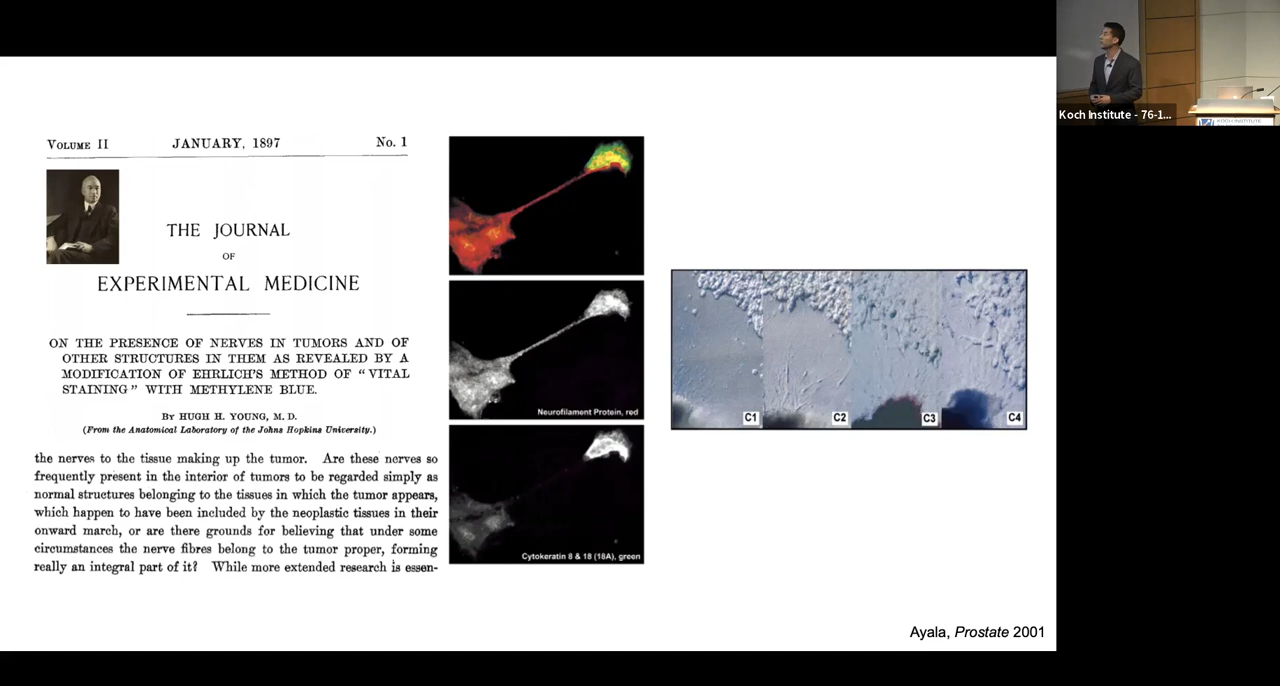 VOLUME II JANUARY, 1897 No. 1
THE JOURNAL
OF
EXPERIMENTAL MEDICINE
ON THE PRESENCE OF NERVES IN TUMORS AND OF
OTHER STRUCTURES IN THEM AS REVEALED BY A
MODIFICATION OF EHRLICH'S METHOD OF “VITAL
STAINING” WITH METHYLENE BLUE.
BY HUGH H. YOUNG, M. D.
(From the Anatomical Laboratory of the Johns Hopkins University.)
the nerves to the tissue making up the tumor. Are these nerves so
frequently present in the interior of tumors to be regarded simply as
normal structures belonging to the tissues in which the tumor appears,
which happen to have been included by the neoplastic tissues in their
onward march, or are there grounds for believing that under some
circumstances the nerve fibres belong to the tumor proper, forming
really an integral part of it? While more extended research is essen-
Neurofilament Protein, red
Cytokeratin 8 & 18 (18A), green
C1 C2 C3 C4
Ayala, Prostate 2001
Koch Institute - 76-1...
KOCH INSTITUTE